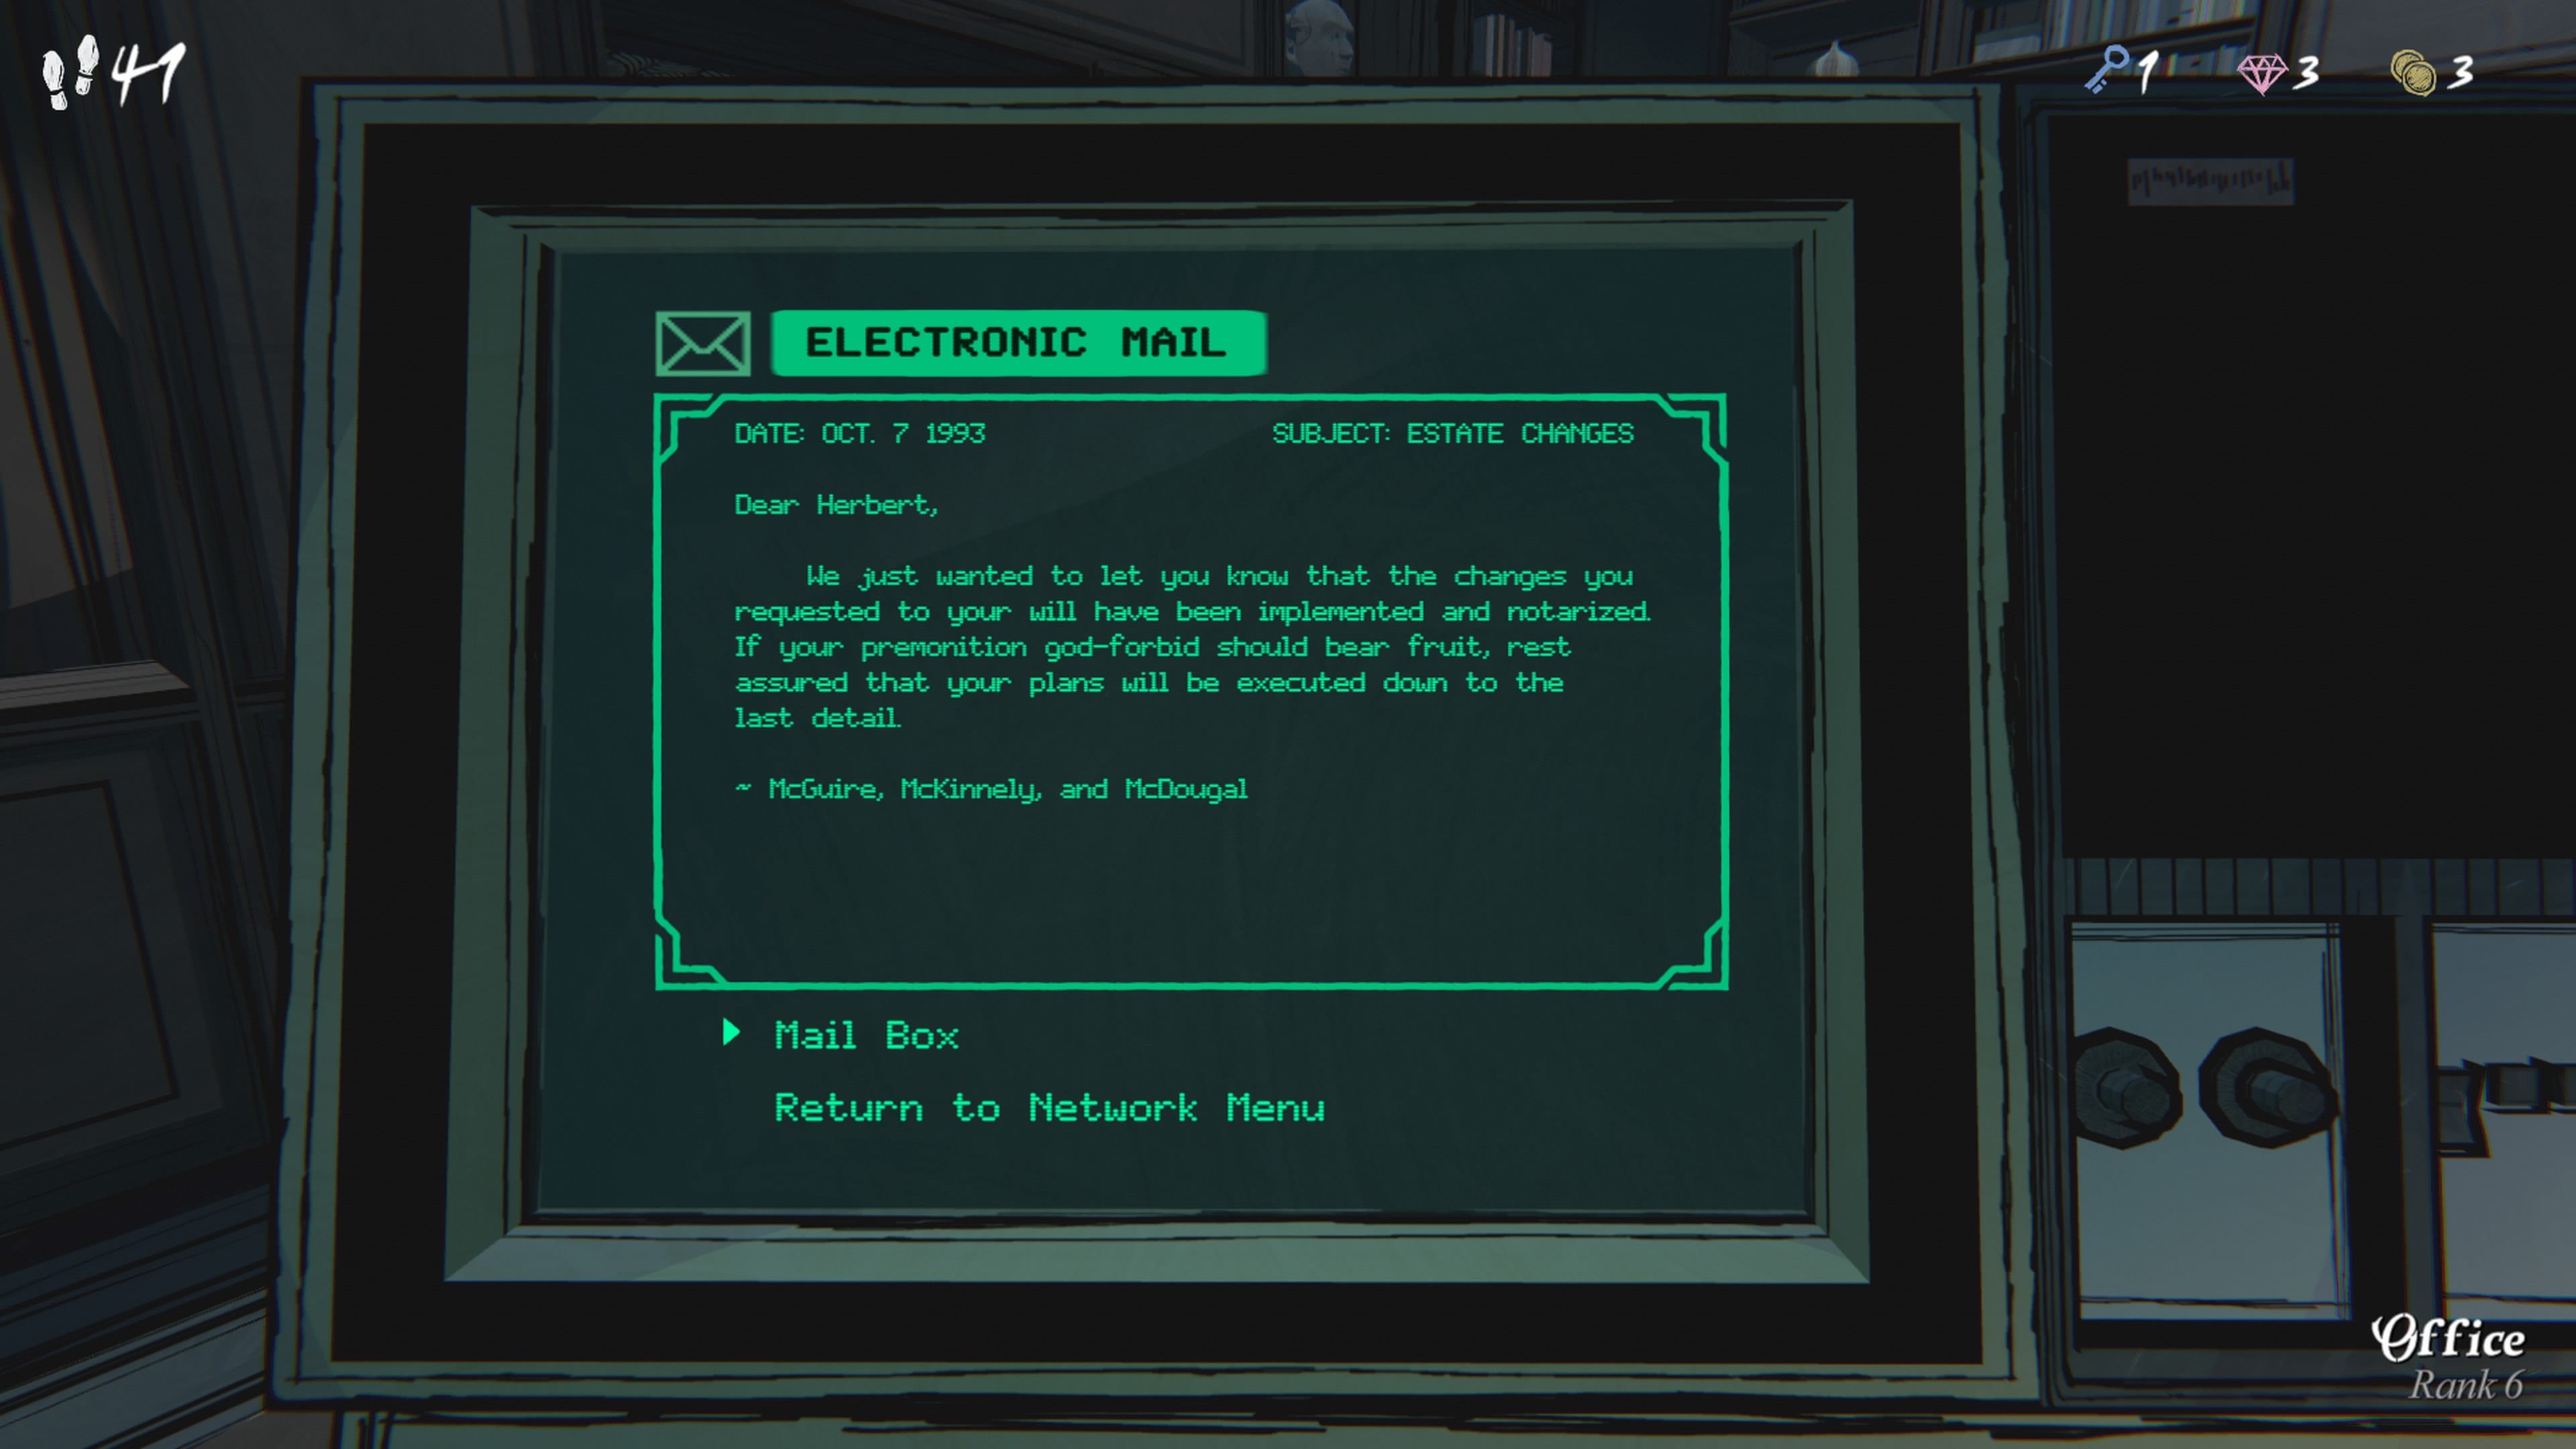 41
1
3
3
ELECTRONIC MAIL
DATE: OCT. 7 1993
SUBJECT: ESTATE CHANGES
Dear Herbert,
We just wanted to let you know that the changes you
requested to your will have been implemented and notarized.
If your premonition god-forbid should bear fruit, rest
assured that your plans will be executed down to the
last detail.
~ McGuire, McKinnely, and McDougal
Mail Box
Return to Network Menu
Office
Rank 6